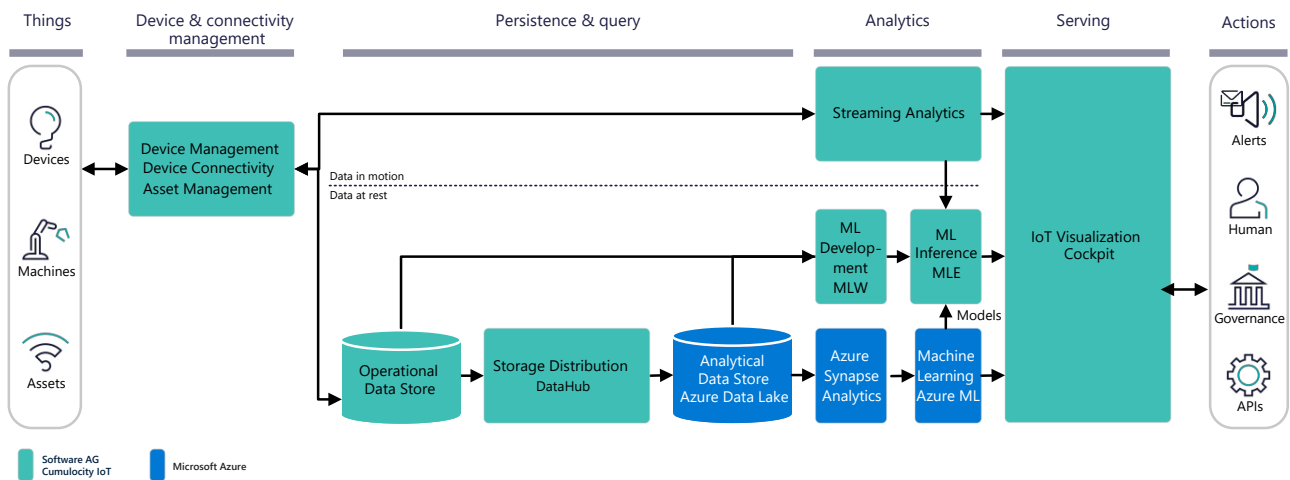 Things
Device & connectivity
management
Persistence & query
Analytics
Serving
Actions
Devices
Machines
Assets
Device Management
Device Connectivity
Asset Management
Data in motion
Data at rest
Streaming Analytics
ML
Develop-
ment
MLW
ML
Inference
MLE
Models
Operational
Data Store
Storage Distribution
DataHub
Analytical
Data Store
Azure Data Lake
Azure
Synapse
Analytics
Machine
Learning
Azure ML
IoT Visualization
Cockpit
Alerts
Human
Governance
APIs
Software AG
Cumulocity IoT
Microsoft Azure